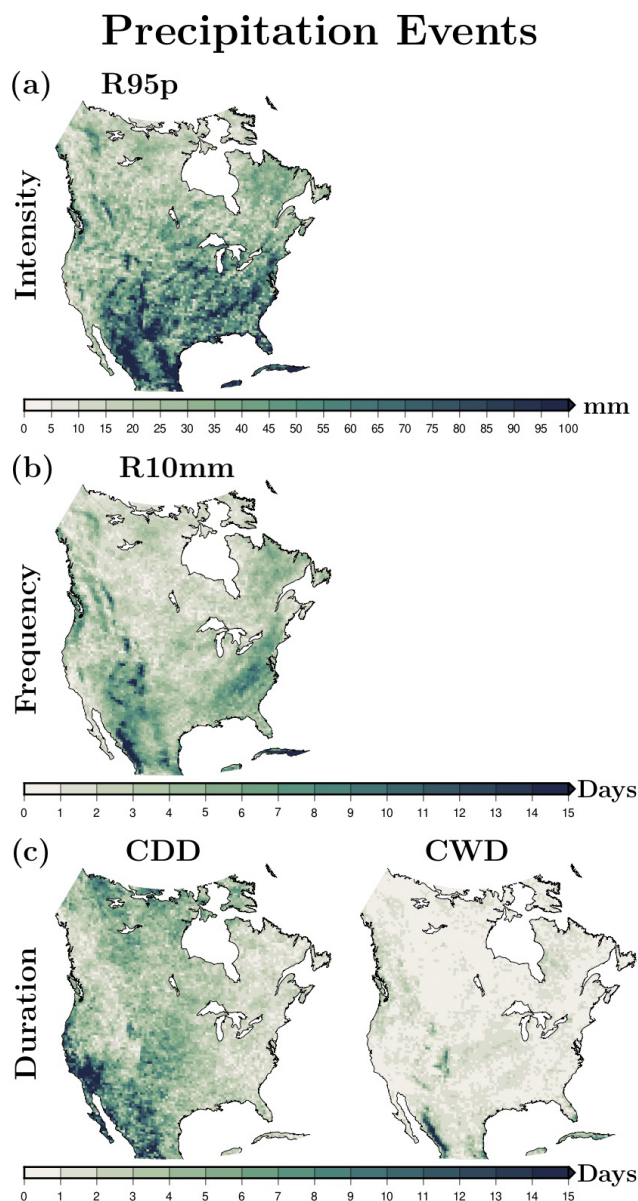 Precipitation Events
(a) R95p
Intensity
mm
0 5 10 15 20 25 30 35 40 45 50 55 60 65 70 75 80 85 90 95 100
(b) R10mm
Frequency
Days
0 1 2 3 4 5 6 7 8 9 10 11 12 13 14 15
(c) CDD CWD
Duration
Days
0 1 2 3 4 5 6 7 8 9 10 11 12 13 14 15